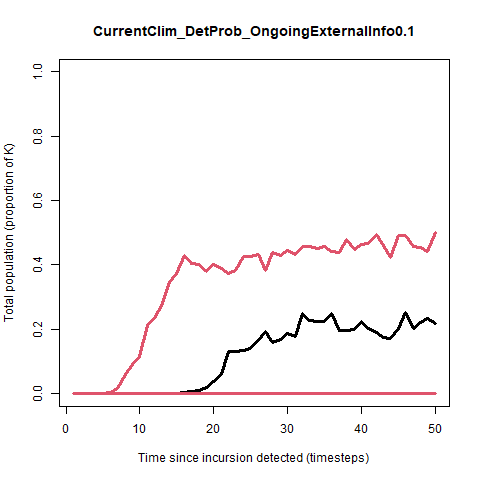 CurrentClim_DetProb_OngoingExternalInfo0.1
Total population (proportion of K)
1.0
0.8
0.6
0.4
0.2
0.0
0 10 20 30 40 50
Time since incursion detected (timesteps)